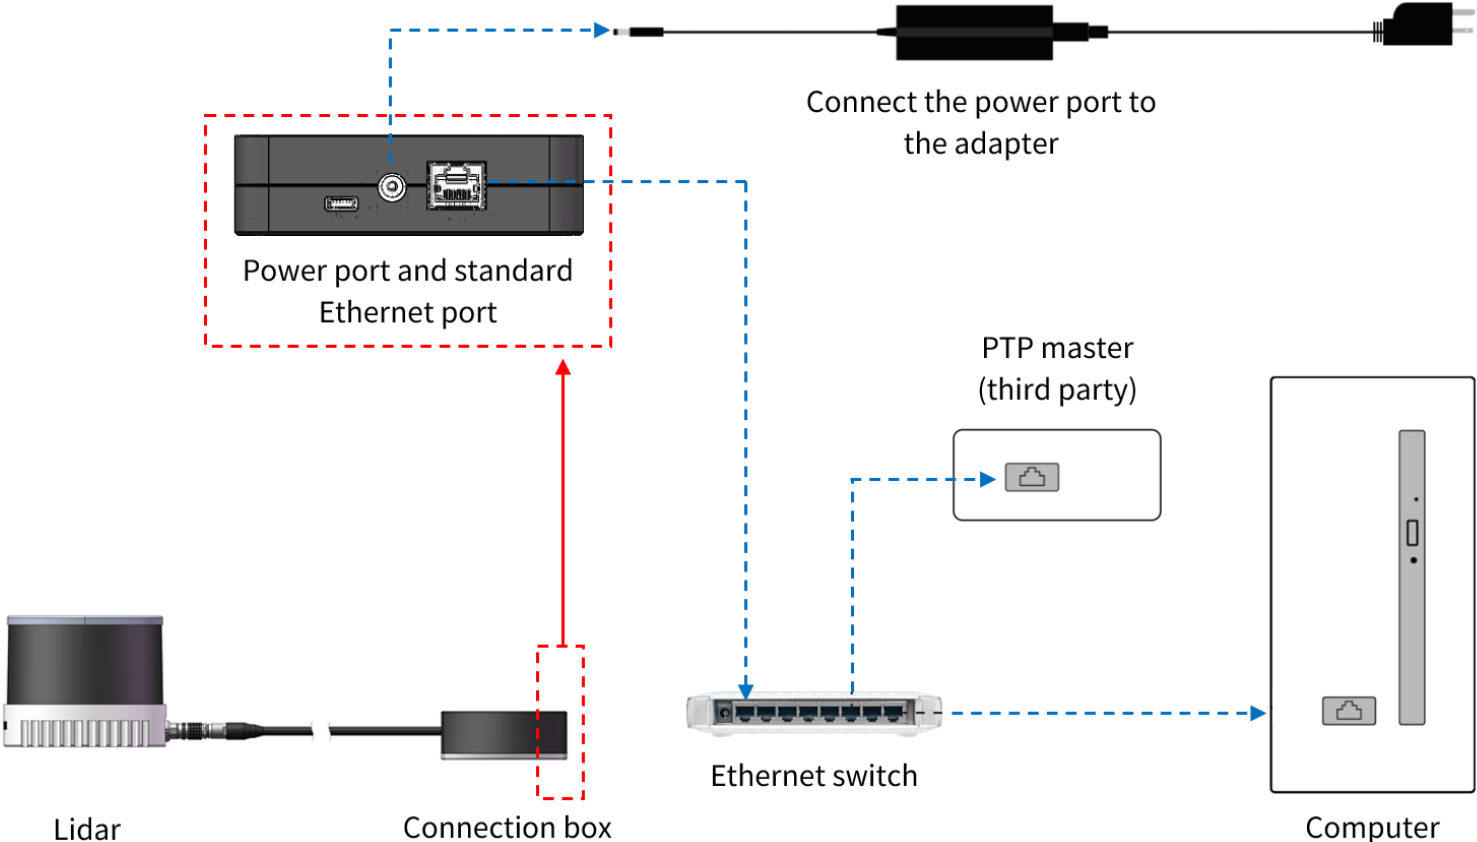 Connect the power port to
the adapter
Power port and standard
Ethernet port
PTP master
(third party)
Ethernet switch
Lidar
Connection box
Computer